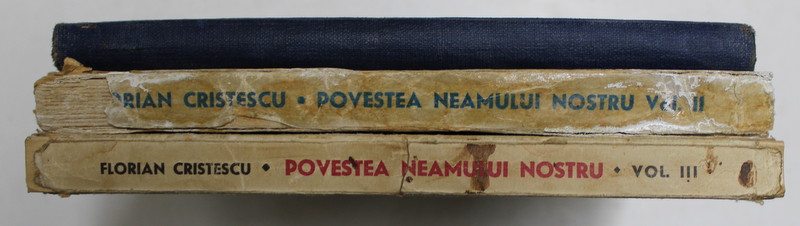 ORIAN CRISTESCU • POVESTEA NEAMULUI NOSTRU VOL. II
FLORIAN CRISTESCU • POVESTEA NEAMULUI NOSTRU • VOL. III